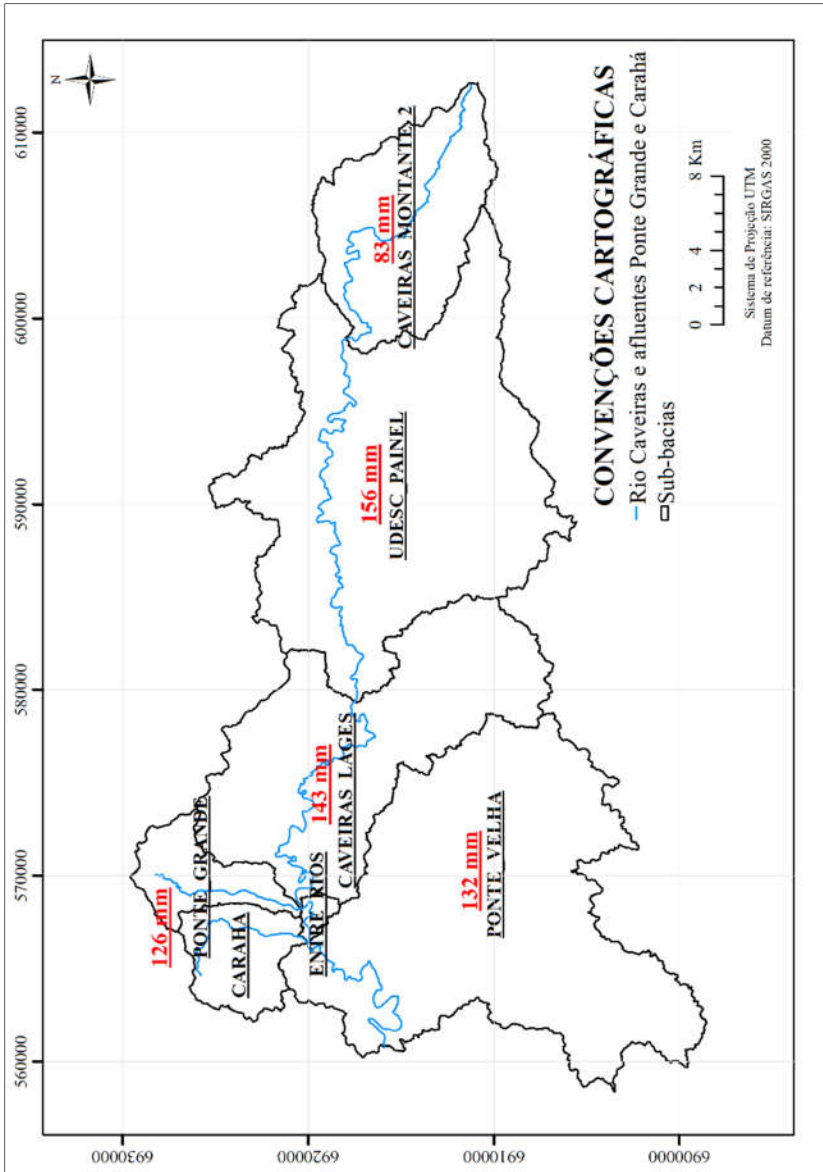 N
560000
570000
580000
590000
600000
610000
6930000
6920000
6910000
6900000
126 mm
PONTE GRANDE
CARAHÁ
ENTRE RIOS
143 mm
CAVEIRAS LAGES
132 mm
PONTE VELHA
156 mm
UDESC PAINEL
83 mm
CAVEIRAS MONTANTE 2
CONVENÇÕES CARTOGRÁFICAS
Rio Caveiras e afluentes Ponte Grande e Carahá
Sub-bacias
0 2 4 8 Km
Sistema de Projeção UTM
Datum de referência: SIRGAS 2000